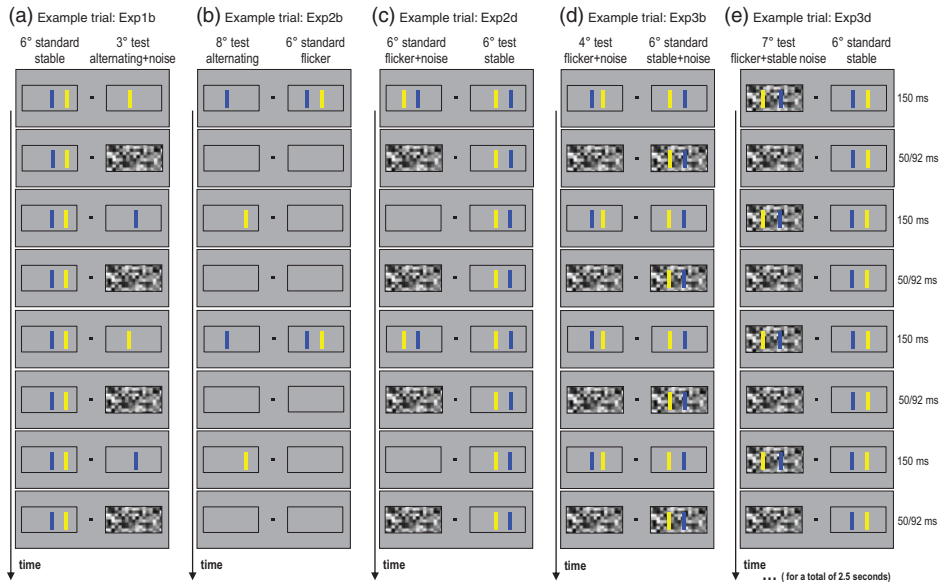 (a) Example trial: Exp1b
6° standard 3° test
stable alternating+noise
time
(b) Example trial: Exp2b
8° test 6° standard
alternating flicker
time
(c) Example trial: Exp2d
6° standard 6° test
flicker+noise stable
time
(d) Example trial: Exp3b
4° test 6° standard
flicker+noise stable+noise
time
(e) Example trial: Exp3d
7° test 6° standard
flicker+stable noise stable
150 ms
50/92 ms
150 ms
50/92 ms
150 ms
50/92 ms
150 ms
50/92 ms
time
... ( for a total of 2.5 seconds)